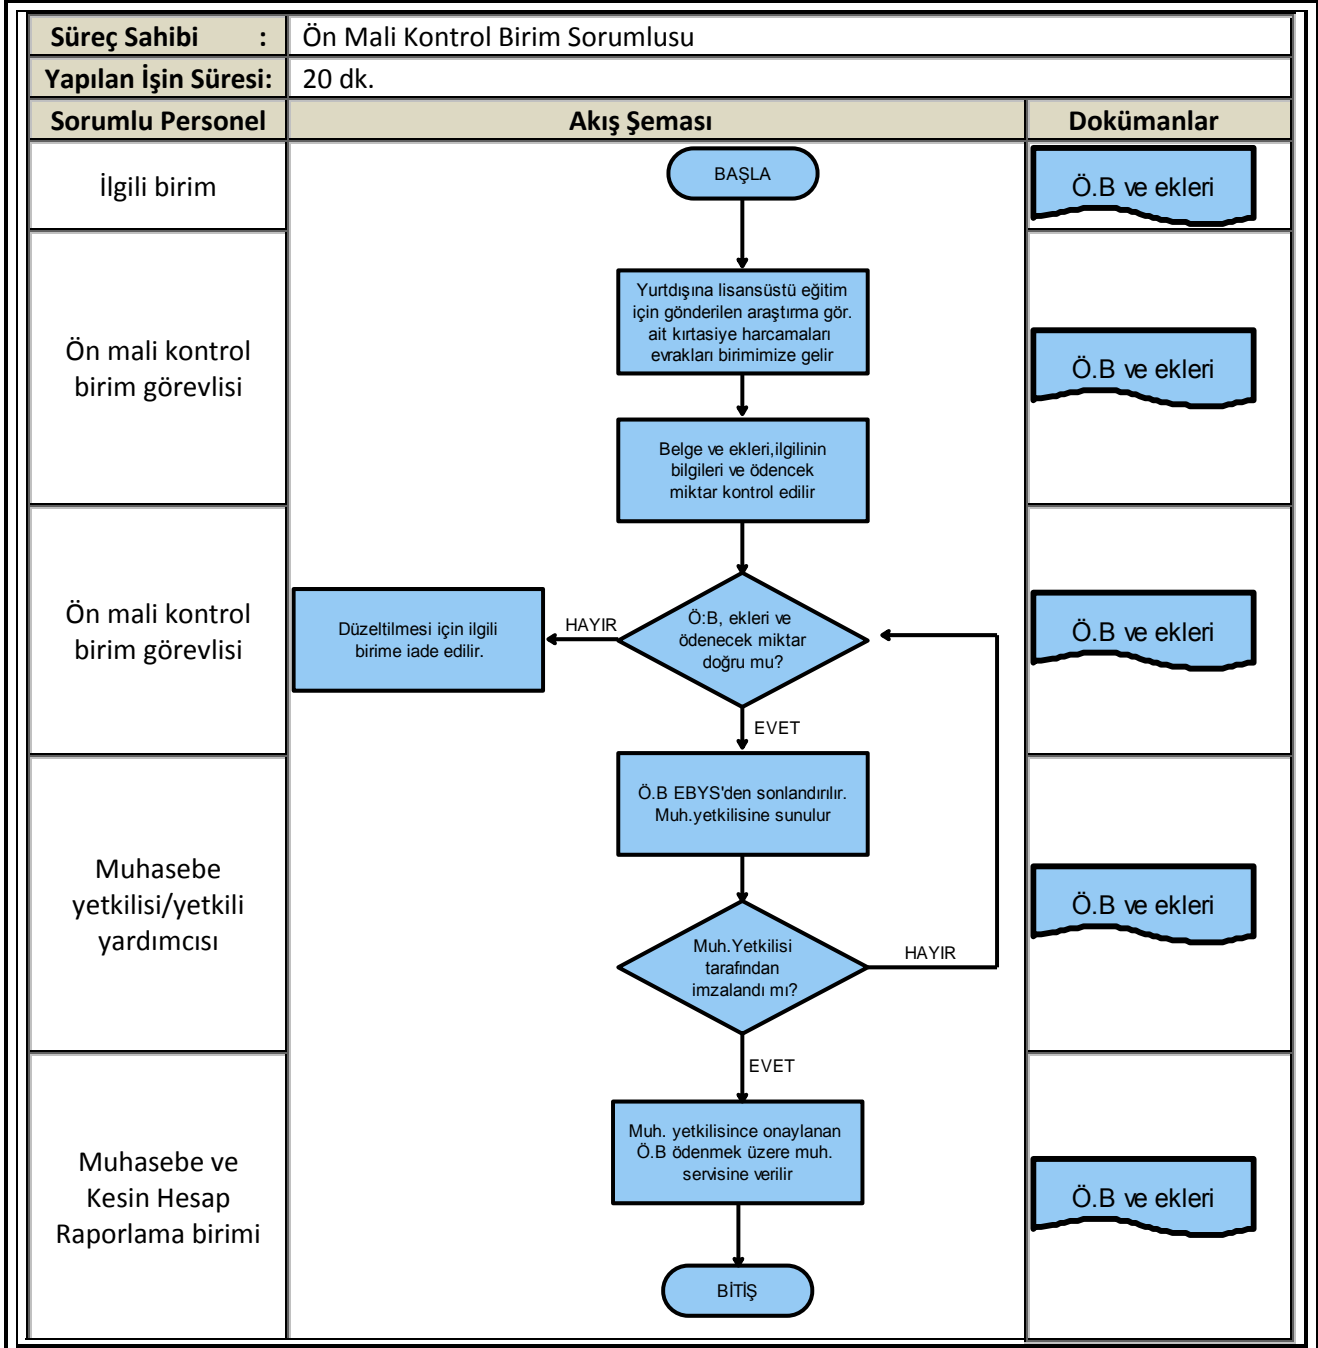 Süreç Sahibi : Ön Mali Kontrol Birim Sorumlusu
Yapılan İşin Süresi: 20 dk.
Sorumlu Personel Akış Şeması Dokümanlar
İlgili birim
BAŞLA
Ö.B ve ekleri
Ön mali kontrol
birim görevlisi
Yurtdışına lisansüstü eğitim
için gönderilen araştırma gör.
ait kırtasiye harcamaları
evrakları birimimize gelir
Ö.B ve ekleri
Belge ve ekleri,ilgilinin
bilgileri ve ödencek
miktar kontrol edilir
Ön mali kontrol
birim görevlisi
Düzeltilmesi için ilgili
birime iade edilir.
HAYIR
Ö:B, ekleri ve
ödenecek miktar
doğru mu?
Ö.B ve ekleri
EVET
Muhasebe
yetkilisi/yetkili
yardımcısı
Ö.B EBYS'den sonlandırılır.
Muh.yetkilisine sunulur
Ö.B ve ekleri
Muh.Yetkilisi
tarafından
imzalandı mı?
HAYIR
EVET
Muhasebe ve
Kesin Hesap
Raporlama birimi
Muh. yetkilisince onaylanan
Ö.B ödenmek üzere muh.
servisine verilir
Ö.B ve ekleri
BİTİŞ